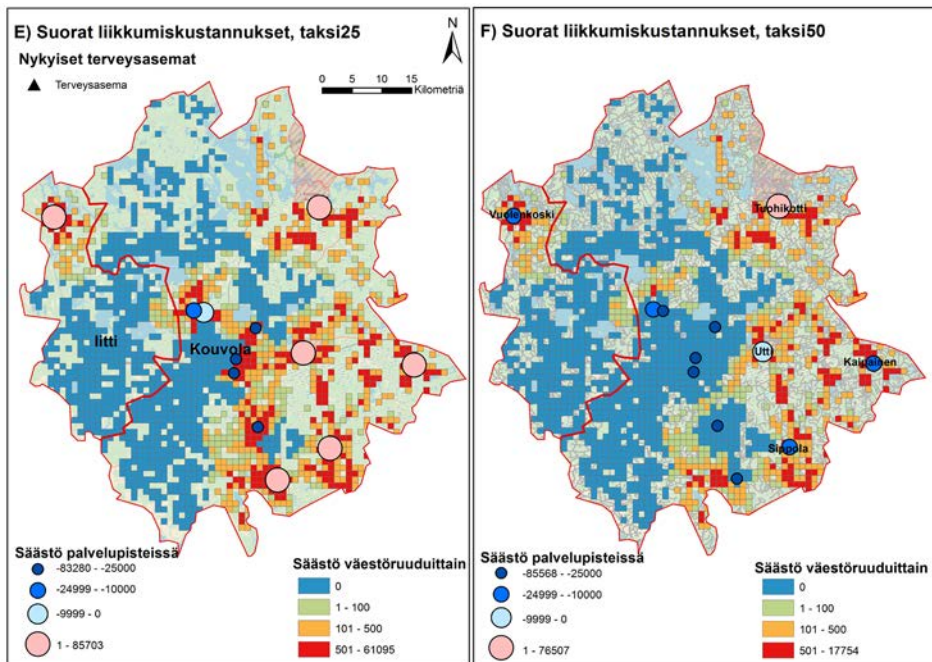 E) Suorat liikkumiskustannukset, taksi25
Nykyiset terveysasemat
Terveysasema
N
0 5 10 15
Kilometriä
Iitti
Kouvola
Säästö palvelupisteissä
-83280 - -25000
-24999 - -10000
-9999 - 0
1 - 85703
Säästö väestöruuduittain
0
1 - 100
101 - 500
501 - 61095
F) Suorat liikkumiskustannukset, taksi50
Vuolenkoski
Tuohikotti
Utti
Kaipainen
Sippola
Säästö palvelupisteissä
-85568 - -25000
-24999 - -10000
-9999 - 0
1 - 76507
Säästö väestöruuduittain
0
1 - 100
101 - 500
501 - 17754